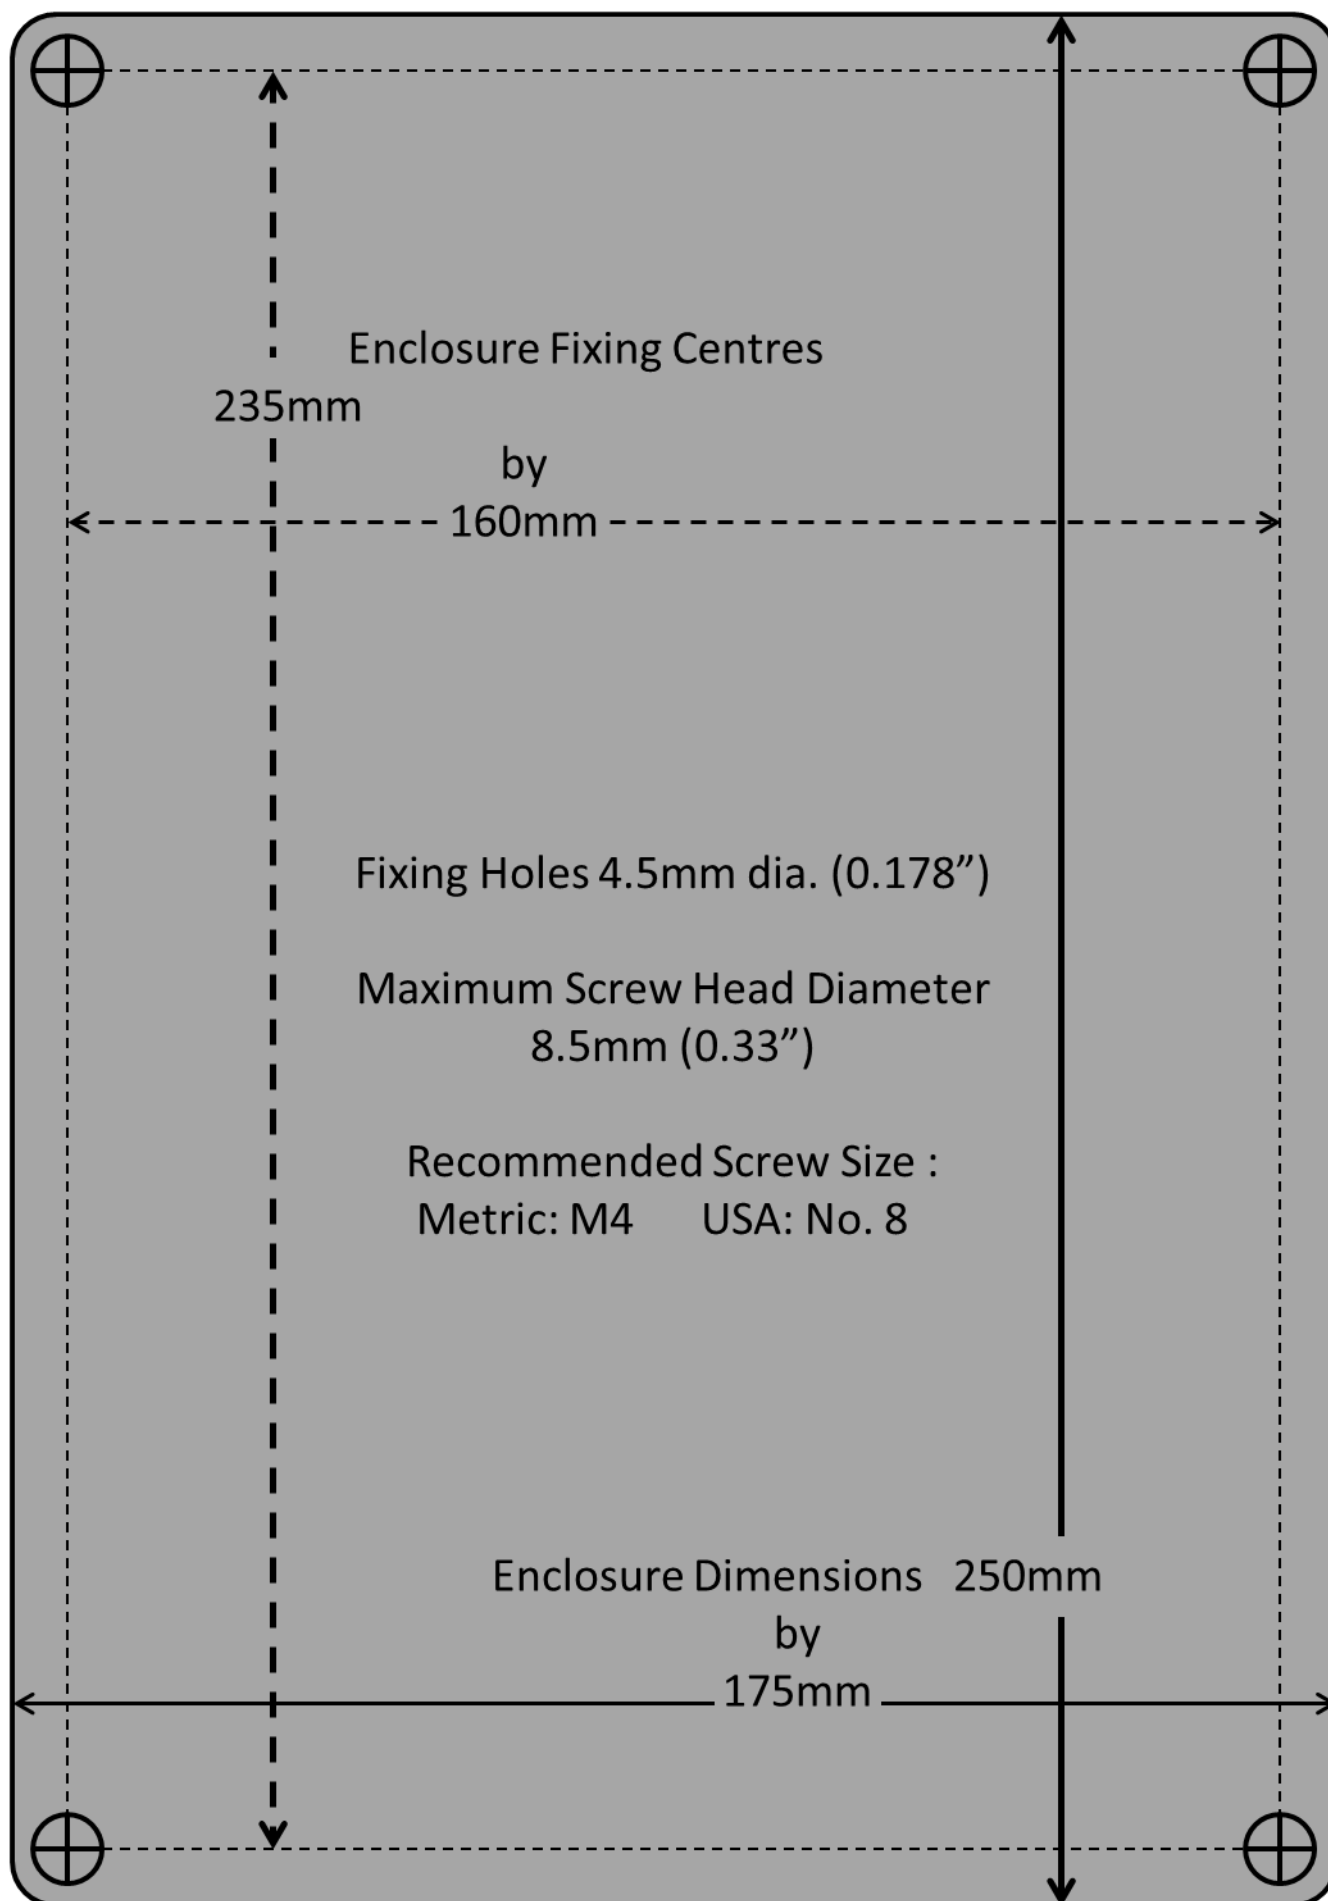 Enclosure Fixing Centres
235mm
by
160mm
Fixing Holes 4.5mm dia. (0.178”)
Maximum Screw Head Diameter
8.5mm (0.33”)
Recommended Screw Size :
Metric: M4 USA: No. 8
Enclosure Dimensions 250mm
by
175mm